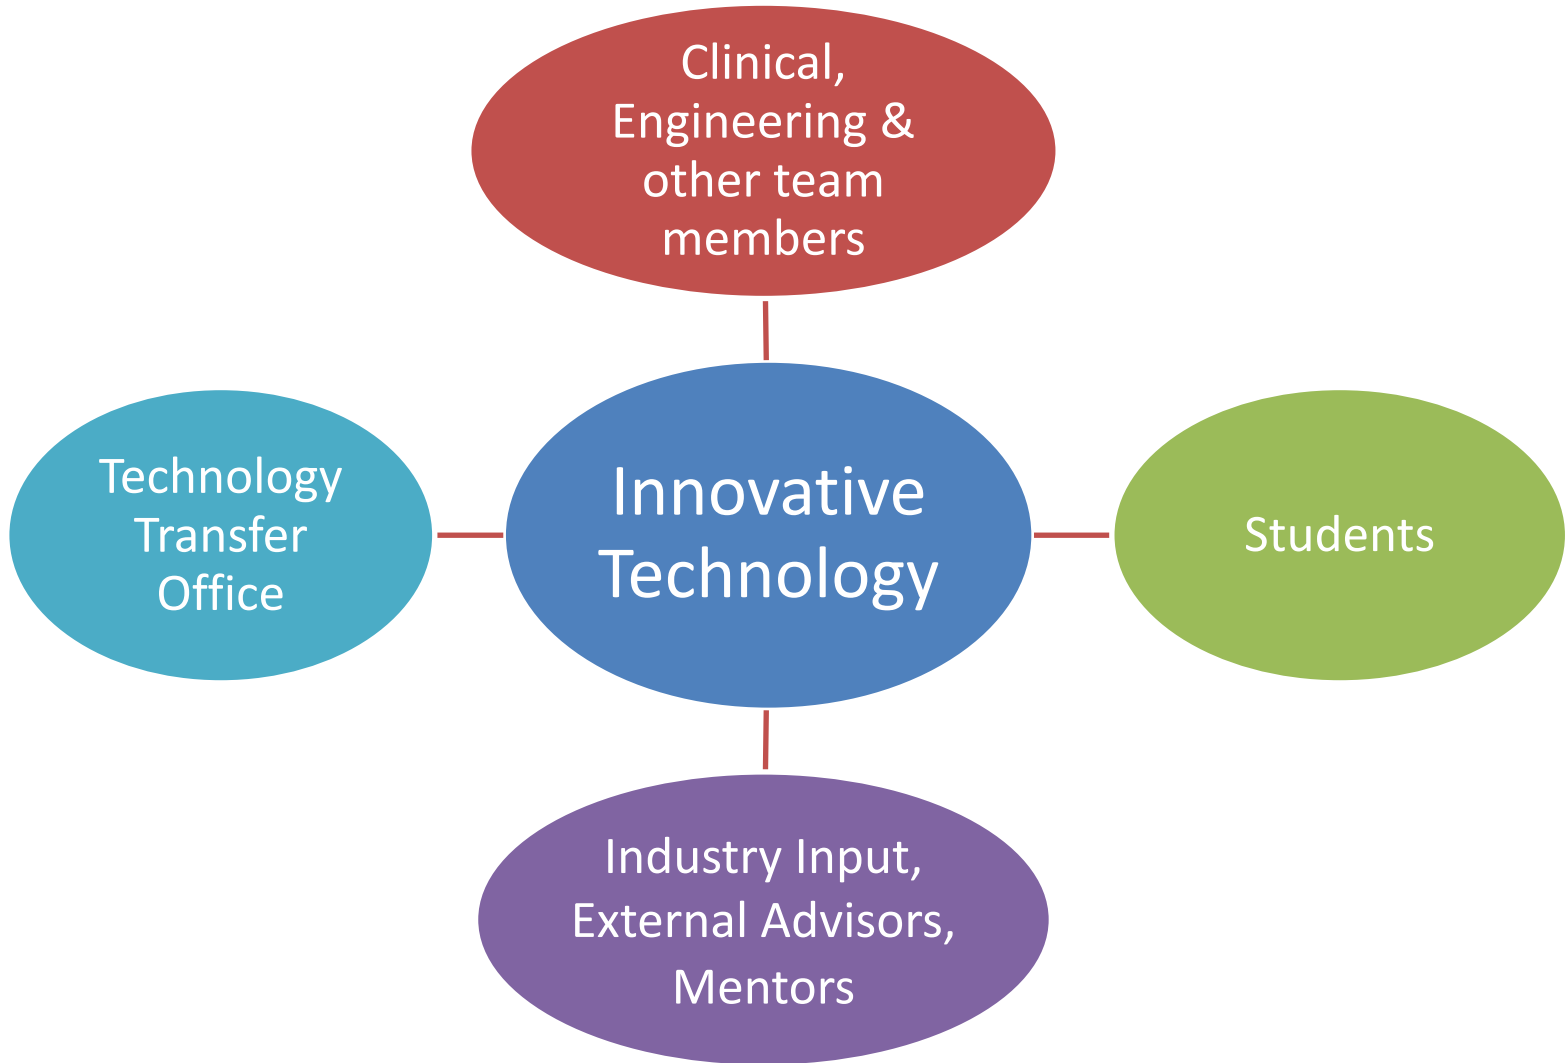 Clinical,
Engineering &
other team
members
Technology
Transfer
Office
Innovative
Technology
Students
Industry Input,
External Advisors,
Mentors